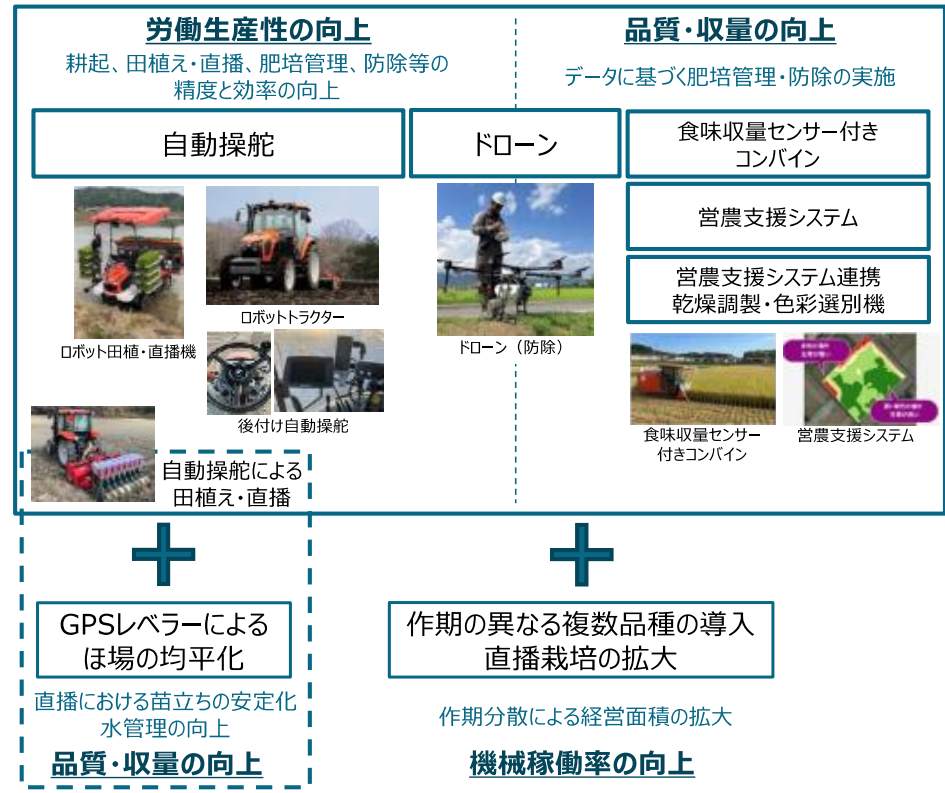 労働生産性の向上
耕起、田植え・直播、肥培管理、防除等の
精度と効率の向上
品質・収量の向上
データに基づく肥培管理・防除の実施
自動操舵
ドローン
食味収量センサー付き
コンバイン
営農支援システム
営農支援システム連携
乾燥調製・色彩選別機
ロボット田植・直播機
ロボットトラクター
後付け自動操舵
ドローン（防除）
食味収量センサー
付きコンバイン
営農支援システム
自動操舵による
田植え・直播
GPSレベラーによる
ほ場の均平化
直播における苗立ちの安定化
水管理の向上
品質・収量の向上
作期の異なる複数品種の導入
直播栽培の拡大
作期分散による経営面積の拡大
機械稼働率の向上